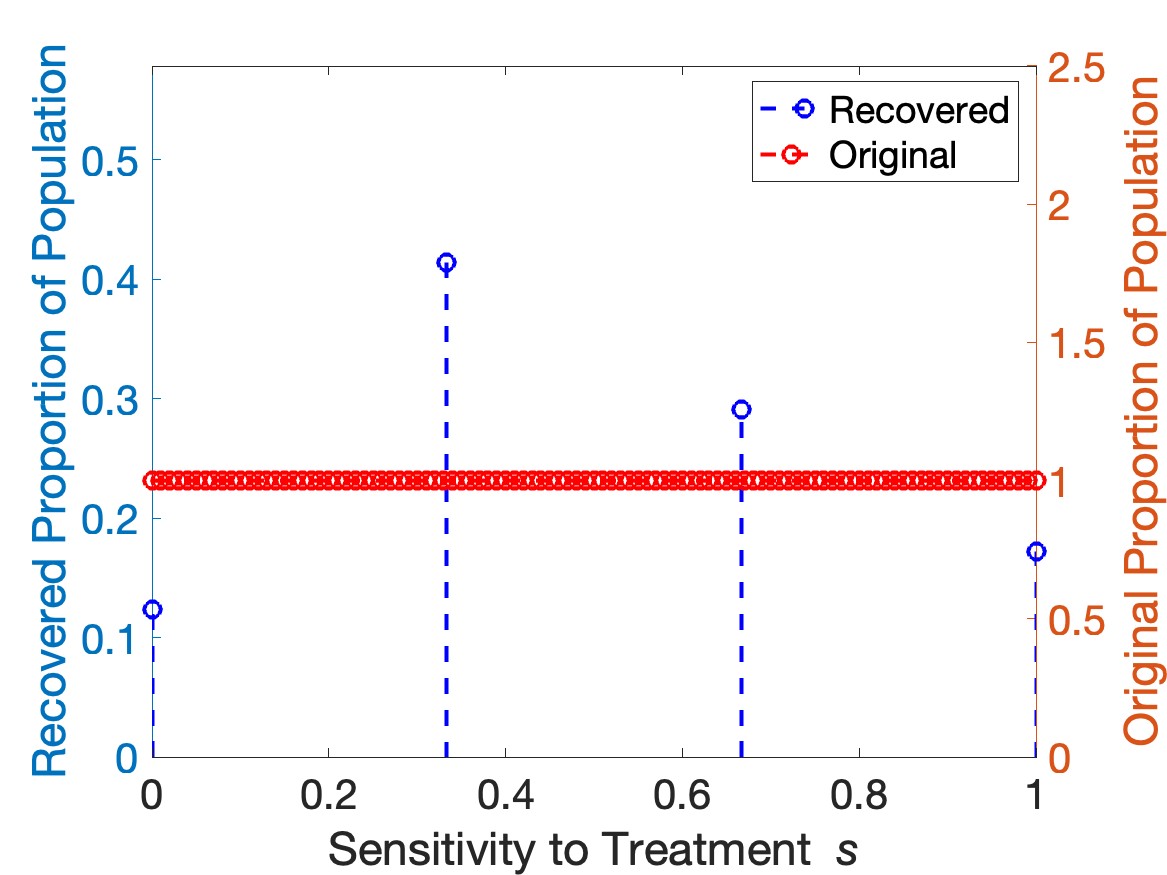 Recovered Proportion of Population
0.5
0.4
0.3
0.2
0.1
0
Recovered
Original
2.5
2
1.5
1
0.5
0
Original Proportion of Population
0 0.2 0.4 0.6 0.8 1
Sensitivity to Treatment s